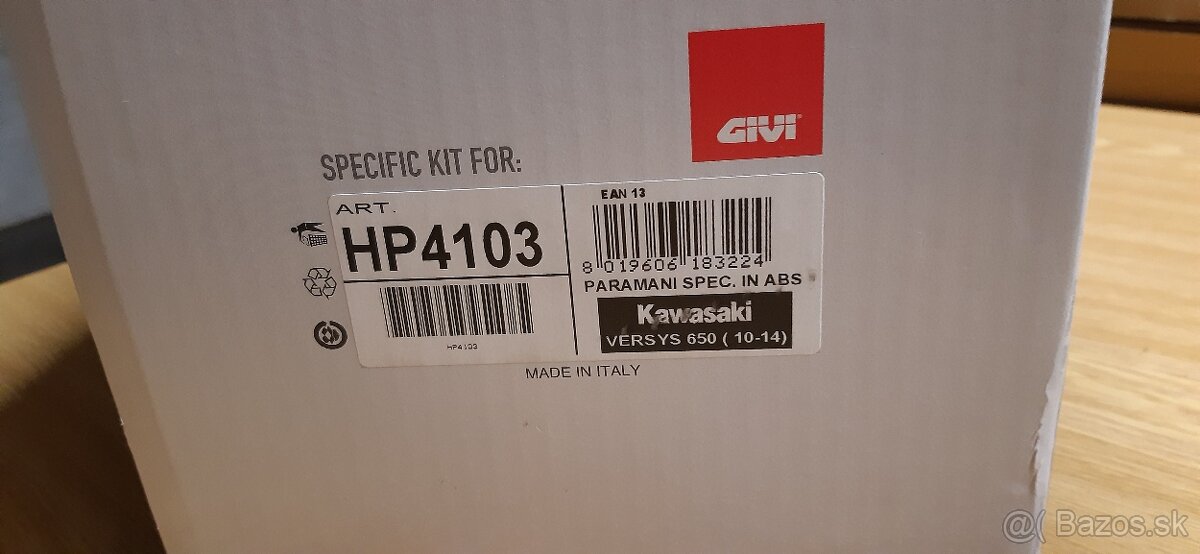 GIVI
SPECIFIC KIT FOR:
ART.
HP4103
HP4103
EAN 13
8 019606 183224
PARAMANI SPEC. IN ABS
Kawasaki
VERSYS 650 ( 10-14)
MADE IN ITALY
@( Bazos.sk